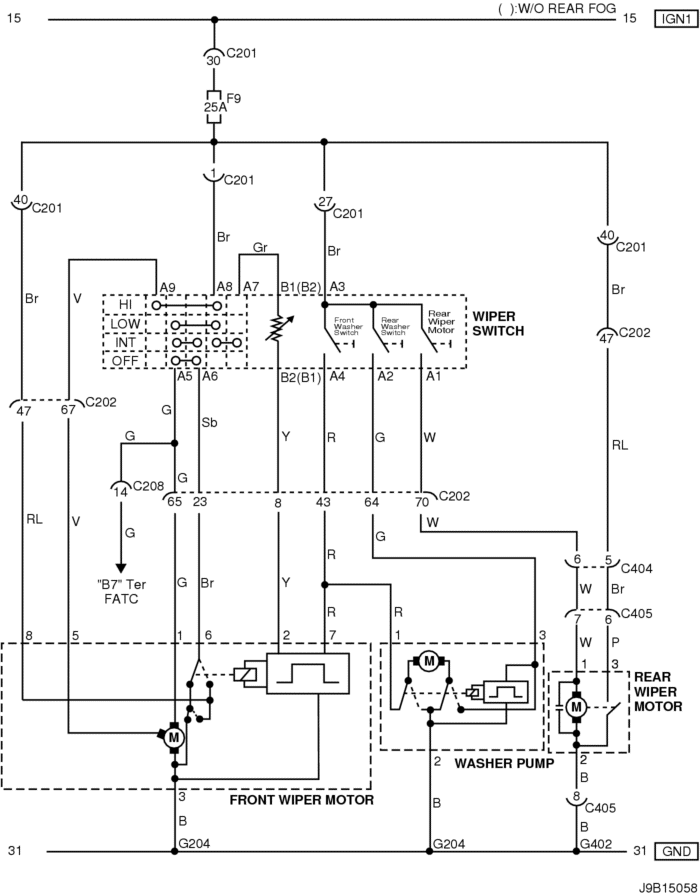 ( ):W/O REAR FOG
15 15 IGN1
30 C201
F9
25A
1 C201
40 C201
27 C201
40 C201
Br
Gr
Br
Br V Br
A9 A8 A7 B1(B2) A3
HI
LOW
INT
OFF
Front Washer Switch
Rear Washer Switch
Rear Wiper Motor
WIPER SWITCH
47 C202
A5 A6 B2(B1) A4 A2 A1
47 67 C202
G Sb
G Y R G W RL
G
14 C208
65 23 8 43 64 70 C202
RL V G W
G
R
6 5 C404
"B7" Ter FATC
G Br Y W Br
R R
7 6 C405
W P
8 5 1 6 2 7 1 3
1 3
M
M
M
REAR WIPER MOTOR
2
WASHER PUMP
2
B
3
FRONT WIPER MOTOR
8 C405
B B B
G204 G204 G402
31 31 GND
J9B15058